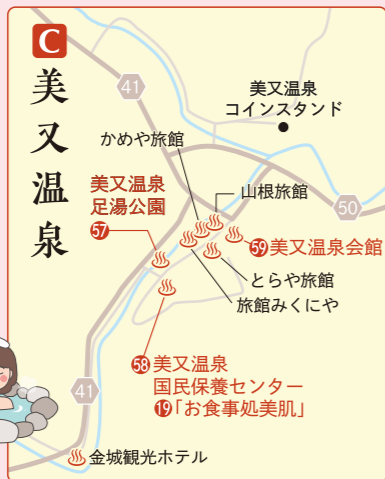 C
美又温泉
41
美又温泉
コインスタンド
かめや旅館
美又温泉
足湯公園
57
山根旅館
50
59 美又温泉会館
とらや旅館
旅館みくにや
58 美又温泉
国民保養センター
19「お食事処美肌」
41
金城観光ホテル